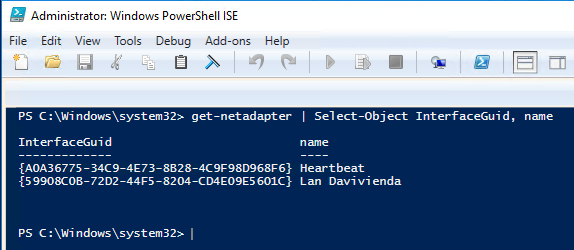 Administrator: Windows PowerShell ISE
File Edit View Tools Debug Add-ons Help
PS C:\Windows\system32> get-netadapter | Select-Object InterfaceGuid, name
InterfaceGuid name
------------- ----
{A0A36775-34C9-4E73-8B28-4C9F98D968F6} Heartbeat
{59908C0B-72D2-44F5-8204-CD4E09E5601C} Lan Davivienda
PS C:\Windows\system32>